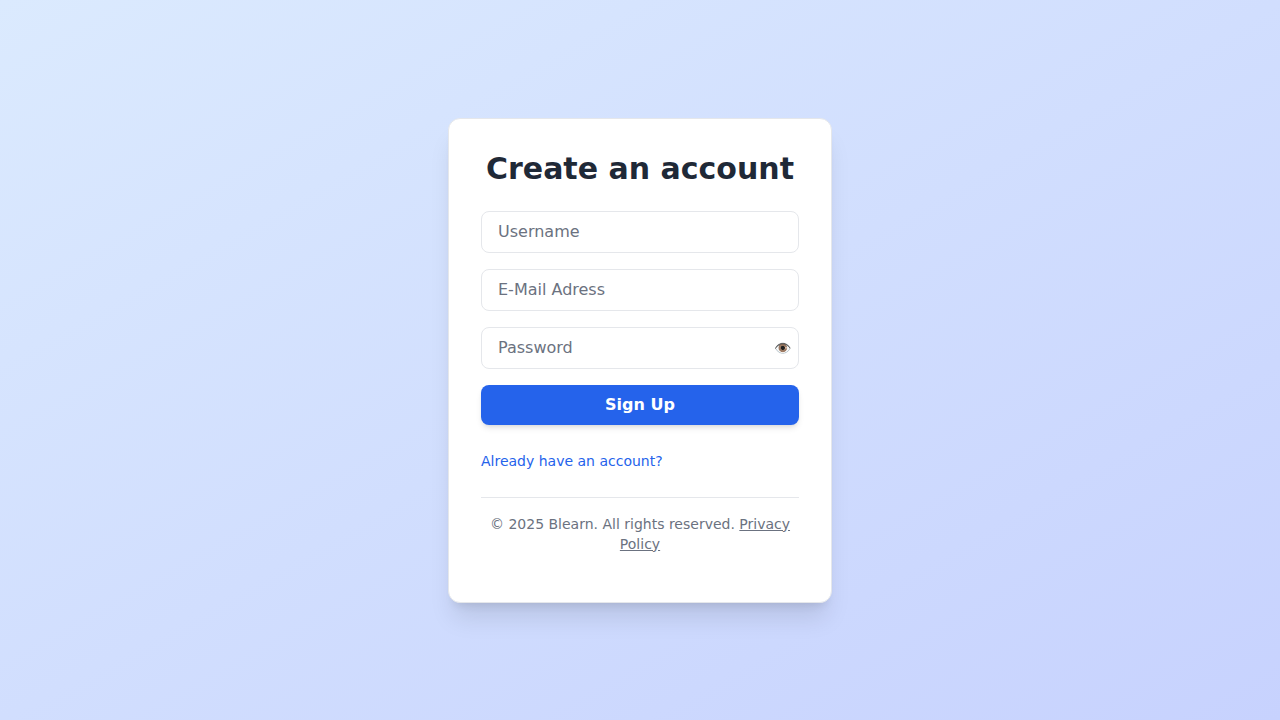 Create an account
Username
E-Mail Adress
Password
Sign Up
Already have an account?
© 2025 Blearn. All rights reserved. Privacy
Policy